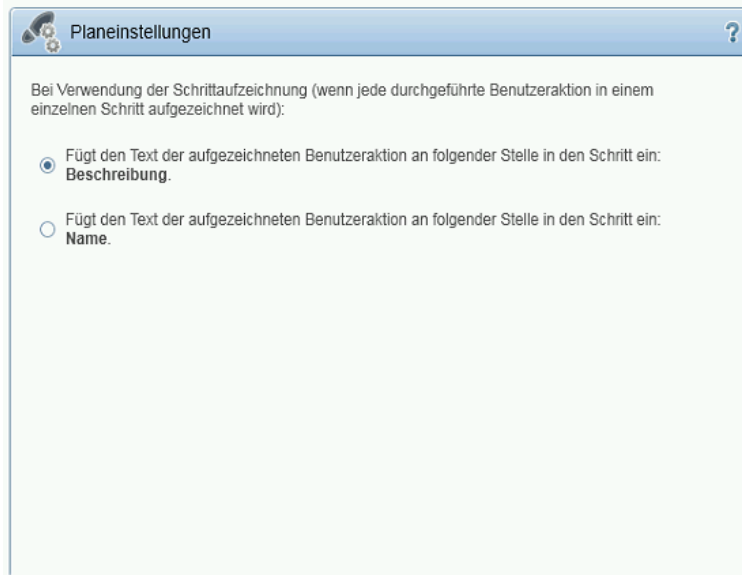 Planeinstellungen
?
Bei Verwendung der Schrittaufzeichnung (wenn jede durchgeführte Benutzeraktion in einem
einzelnen Schritt aufgezeichnet wird):
Fügt den Text der aufgezeichneten Benutzeraktion an folgender Stelle in den Schritt ein:
Beschreibung.
Fügt den Text der aufgezeichneten Benutzeraktion an folgender Stelle in den Schritt ein:
Name.